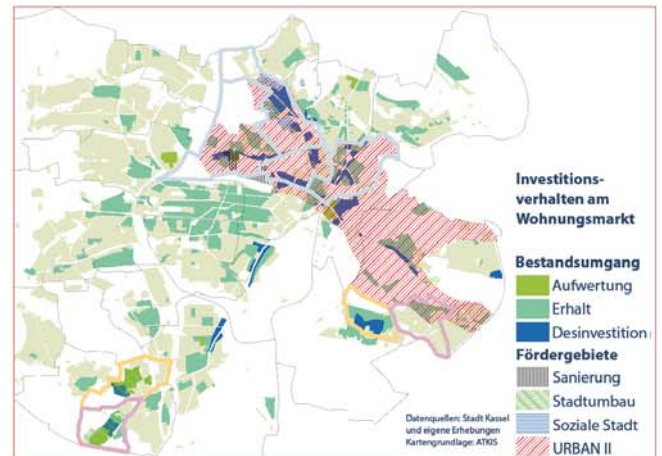 Investitions-
verhalten am
Wohnungsmarkt
Bestandsumgang
Aufwertung
Erhalt
Desinvestition
Fördergebiete
Sanierung
Stadtumbau
Soziale Stadt
URBAN II
Datenquellen: Stadt Kassel
und eigene Erhebungen
Kartengrundlage: ATKIS